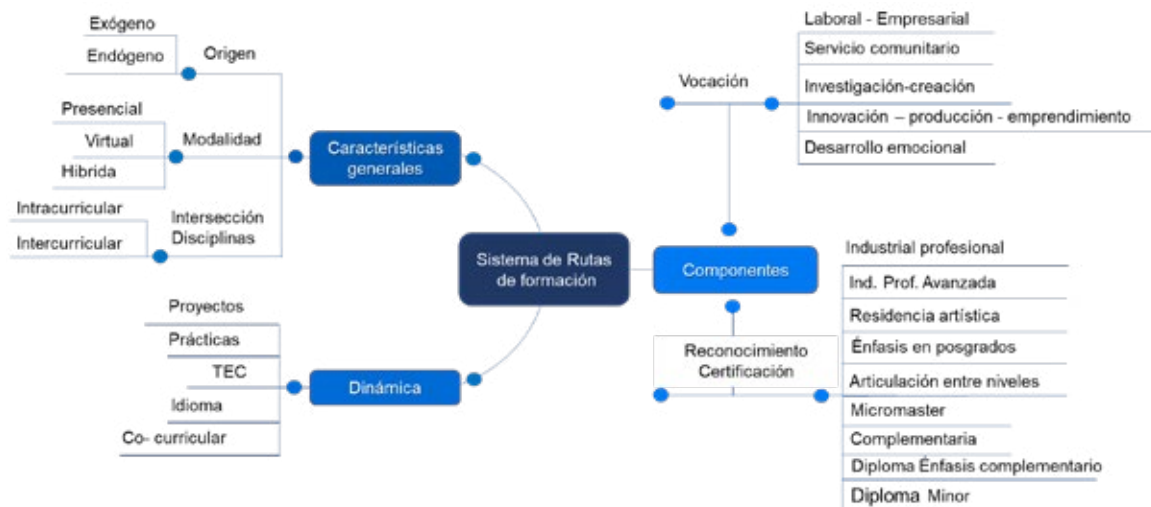 Exógeno
Endógeno
Origen
Presencial
Virtual
Hibrida
Modalidad
Intracurricular
Intercurricular
Intersección
Disciplinas
Características
generales
Proyectos
Prácticas
TEC
Idioma
Co- curricular
Dinámica
Sistema de Rutas
de formación
Componentes
Vocación
Laboral - Empresarial
Servicio comunitario
Investigación-creación
Innovación – producción - emprendimiento
Desarrollo emocional
Reconocimiento
Certificación
Industrial profesional
Ind. Prof. Avanzada
Residencia artística
Énfasis en posgrados
Articulación entre niveles
Micromaster
Complementaria
Diploma Énfasis complementario
Diploma Minor